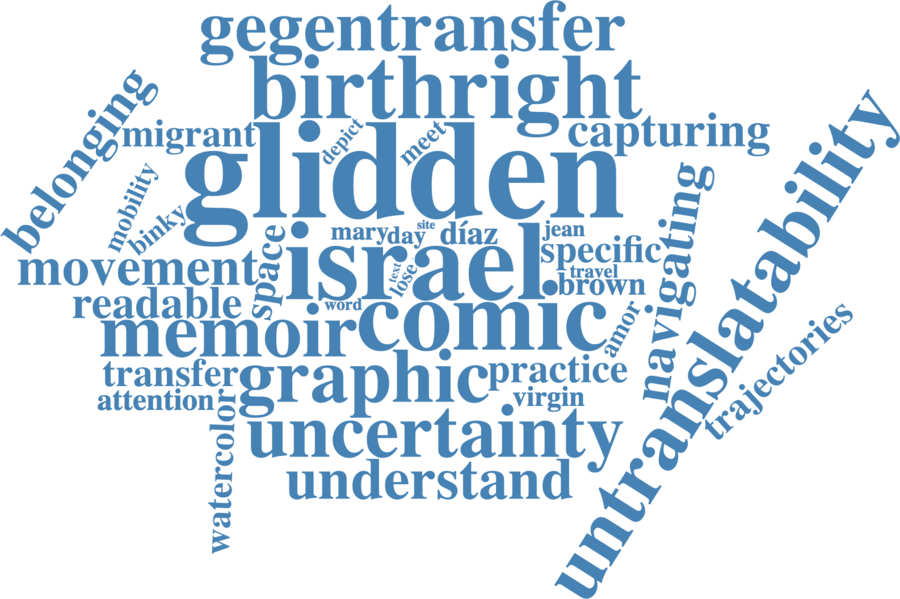 gegentransfer
birthright
belonging
migrant
depict
meet
capturing
glidden
mobility
binky
mary
day
site
díaz
jean
untranslatability
navigating
space
israel.
specific
movement
text
lose
travel
brown
readable
word
memoir
comic
amor
trajectories
transfer
graphic
practice
attention
virgin
watercolor
uncertainty
understand